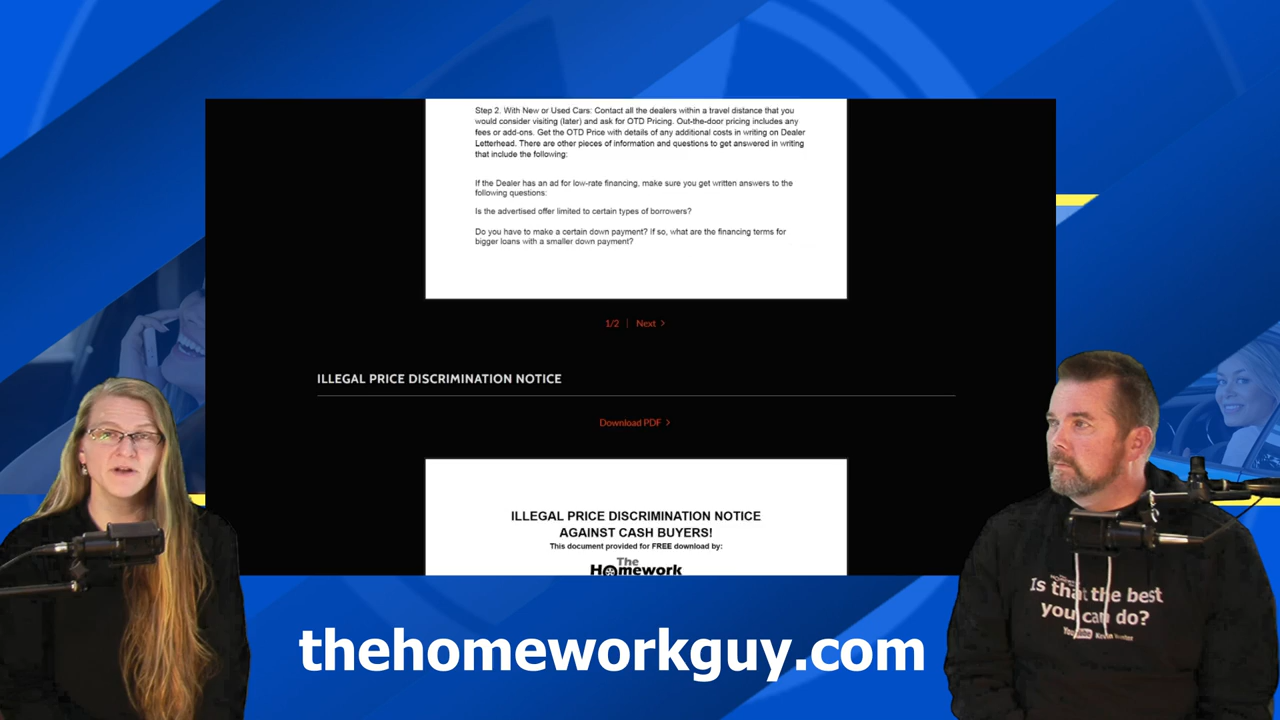 Step 2. With New or Used Cars: Contact all the dealers within a travel distance that you
would consider visiting (later) and ask for OTD Pricing. Out-the-door pricing includes any
fees or add-ons. Get the OTD Price with details of any additional costs in writing on Dealer
Letterhead. There are other pieces of information and questions to get answered in writing
that include the following:
If the Dealer has an ad for low-rate financing, make sure you get written answers to the
following questions:
Is the advertised offer limited to certain types of borrowers?
Do you have to make a certain down payment? If so, what are the financing terms for
bigger loans with a smaller down payment?
1/2 | Next >
ILLEGAL PRICE DISCRIMINATION NOTICE
Download PDF >
ILLEGAL PRICE DISCRIMINATION NOTICE
AGAINST CASH BUYERS!
This document provided for FREE download by:
The
Homework
Is that the best
you can do?
YouTube Kevin Hunter
thehomeworkguy.com